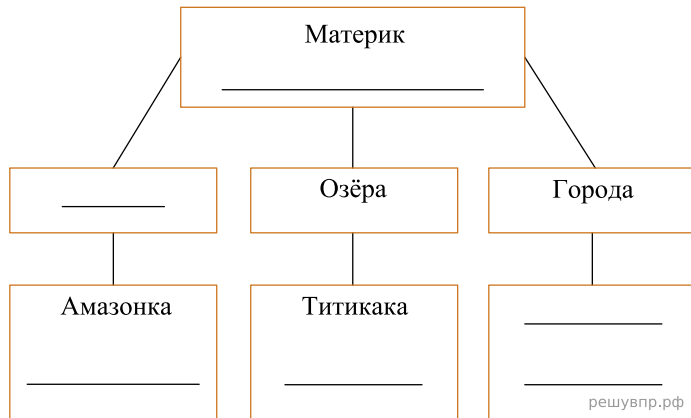 Материк
Озёра
Города
Амазонка
Титикака
решувпр.рф